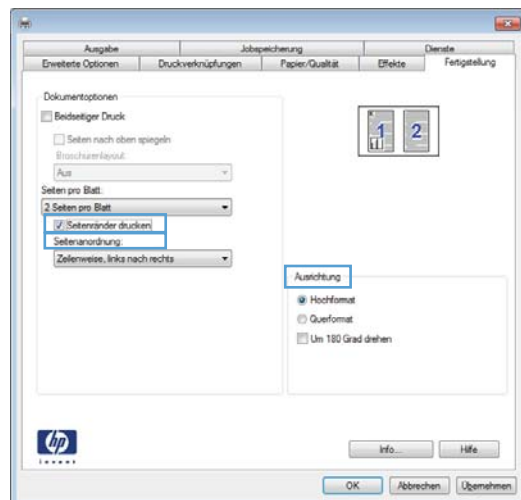 Ausgabe Jobspeicherung Dienste
Erweiterte Optionen Druckverknüpfungen Papier/Qualität Effekte Fertigstellung
Dokumentoptionen
Beidseitiger Druck
Seiten nach oben spiegeln
Broschürenlayout:
Aus
Seiten pro Blatt:
2 Seiten pro Blatt
Seitenränder drucken
Seitenanordnung:
Zeilenweise, links nach rechts
1 2
Ausrichtung
Hochformat
Querformat
Um 180 Grad drehen
hp
invent
Info... Hilfe
OK Abbrechen Übernehmen